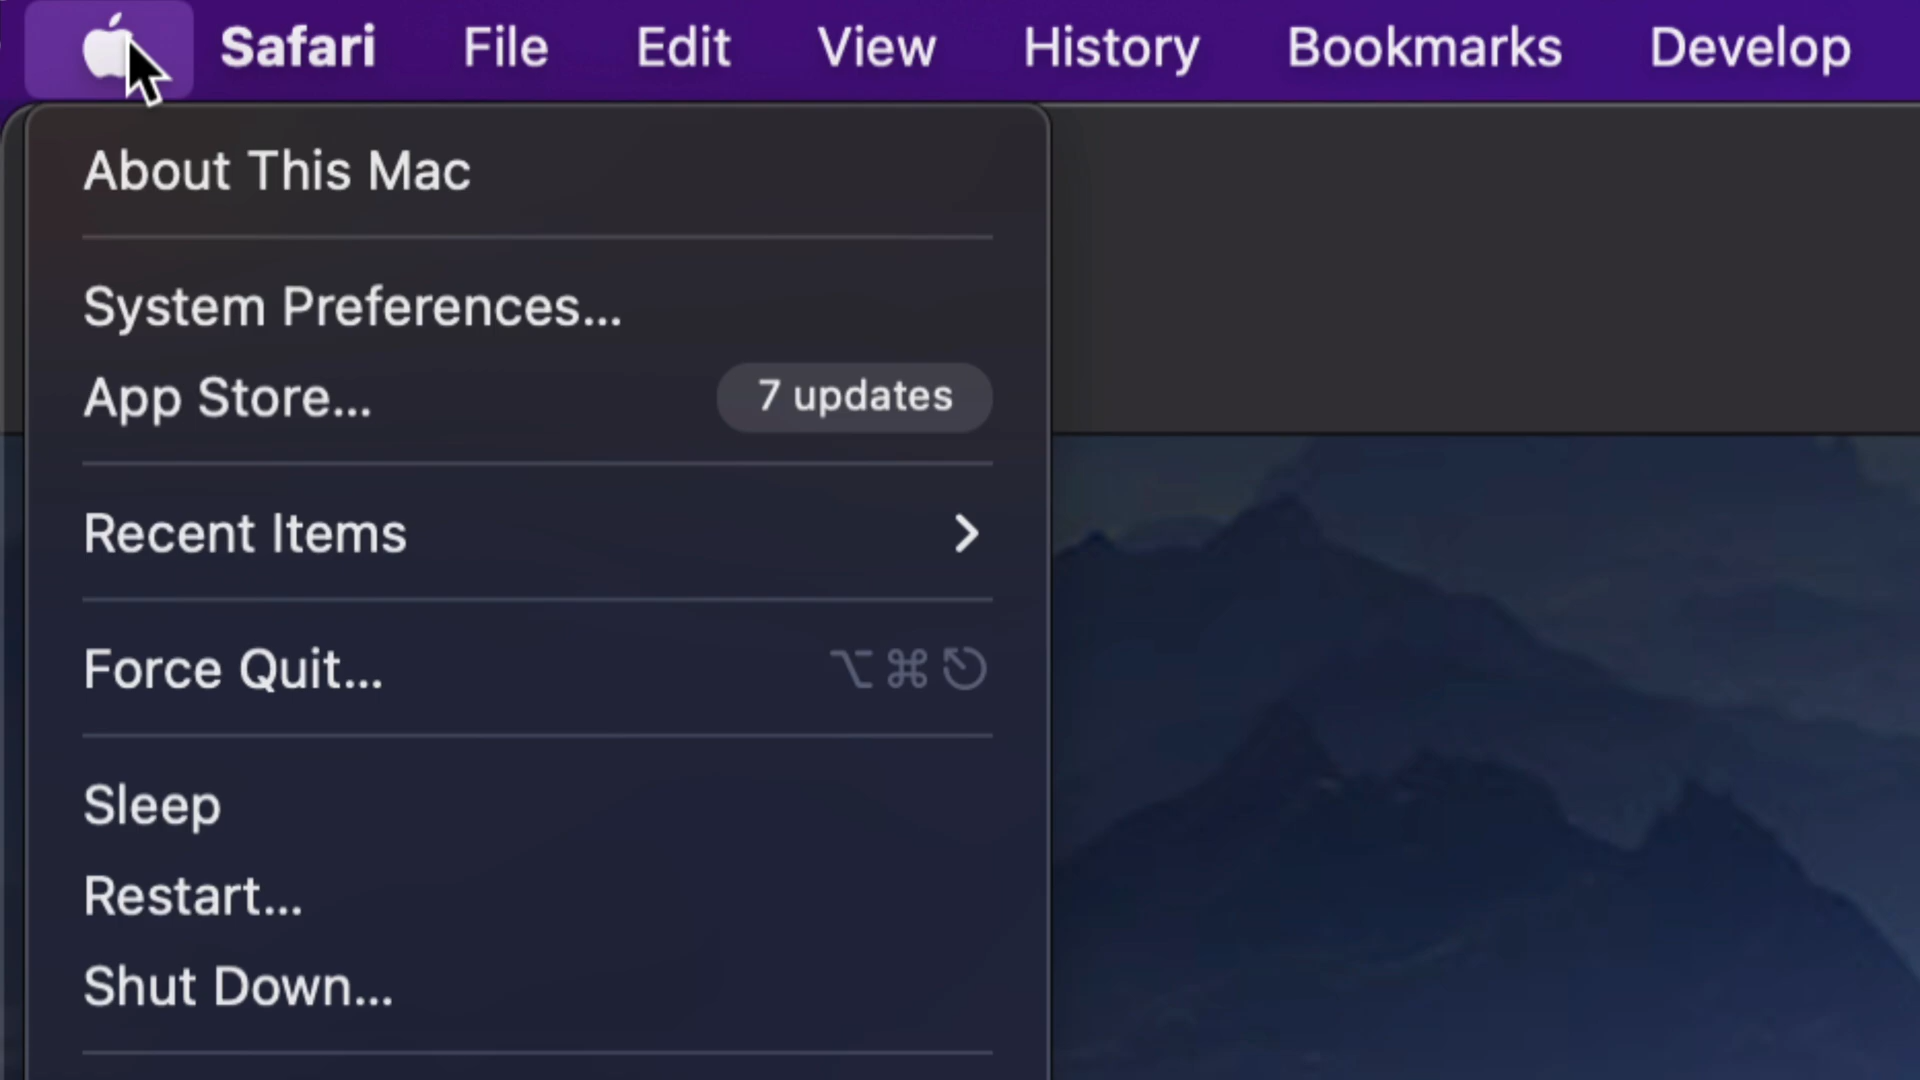 Safari File Edit View History Bookmarks Develop
About This Mac
System Preferences...
App Store... 7 updates
Recent Items
Force Quit... ⌥⌘⎋
Sleep
Restart...
Shut Down...